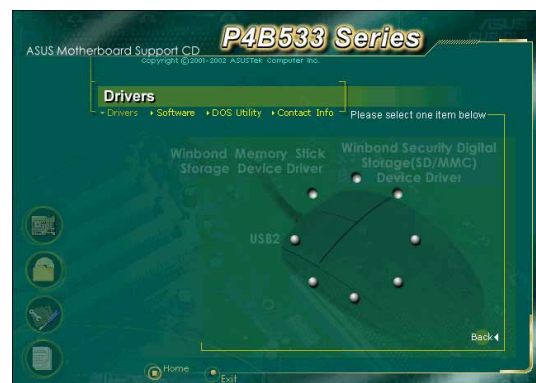 ASUS
P4B533 Series
ASUS Motherboard Support CD
Copyright (C)2001-2002 ASUSTek Computer Inc.
Drivers
Drivers Software DOS Utility Contact Info
Please select one item below
Winbond Memory Stick
Storage Device Driver
Winbond Security Digital
Storage(SD/MMC)
Device Driver
USB2
Back
Home
Exit